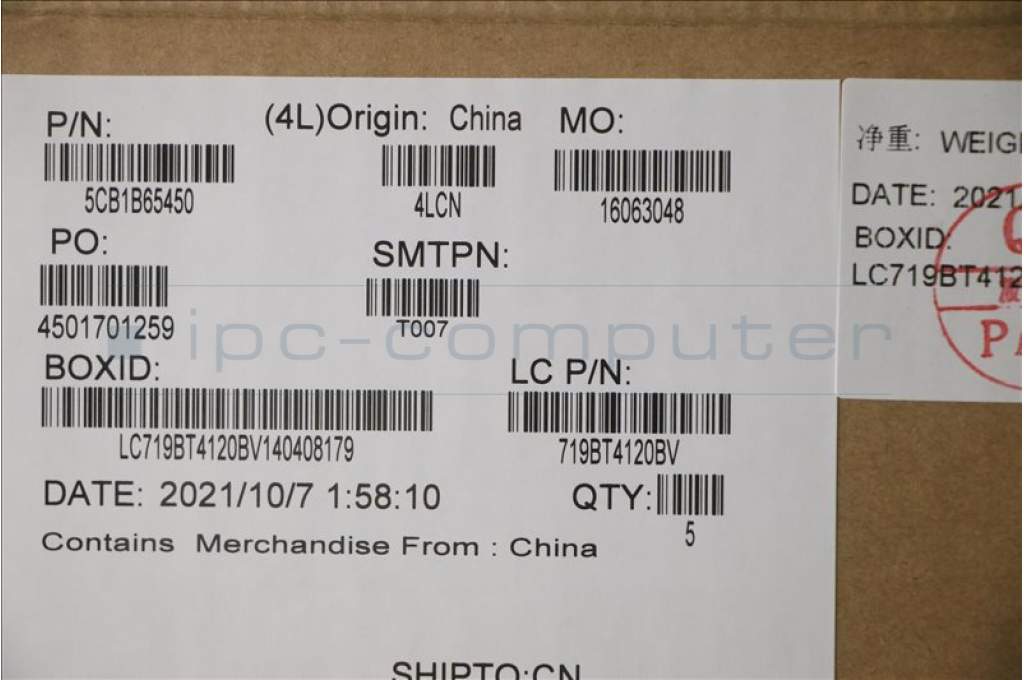 P/N: (4L)Origin: China MO:
5CB1B65450 4LCN 16063048
PO: SMTPN:
4501701259 T007
BOXID: LC P/N:
LC719BT4120BV140408179 719BT4120BV
DATE: 2021/10/7 1:58:10 QTY:
5
Contains Merchandise From : China
SHIPTO:CN
净重: WEIG
DATE: 2021
BOXID:
LC719BT412
ipc-computer